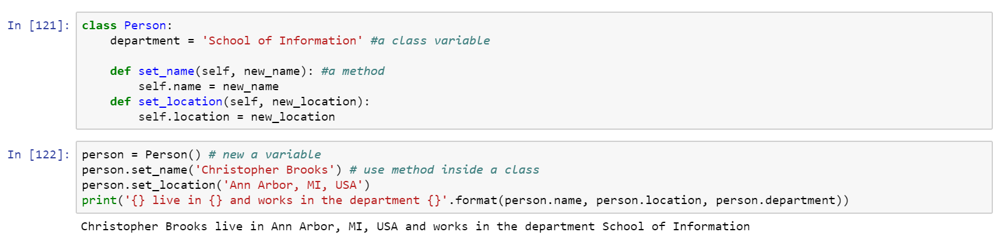 In [121]: class Person:
    department = 'School of Information' #a class variable

    def set_name(self, new_name): #a method
        self.name = new_name
    def set_location(self, new_location):
        self.location = new_location
In [122]: person = Person() # new a variable
person.set_name('Christopher Brooks') # use method inside a class
person.set_location('Ann Arbor, MI, USA')
print('{} live in {} and works in the department {}'.format(person.name, person.location, person.department))
Christopher Brooks live in Ann Arbor, MI, USA and works in the department School of Information